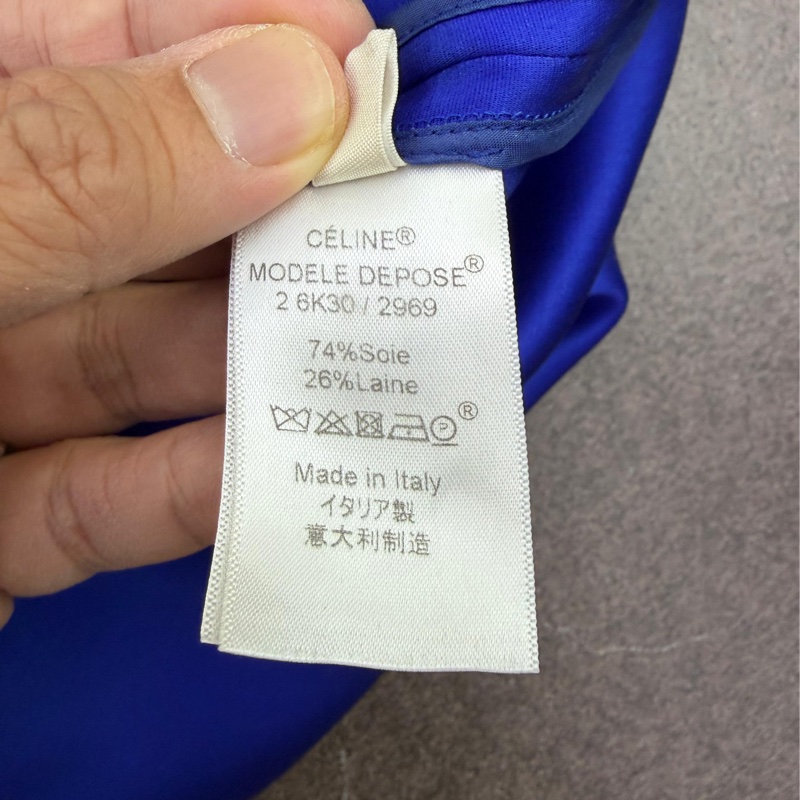 CÉLINE®
MODELE DEPOSE®
2 6K30 / 2969
74%Soie
26%Laine
P ®
Made in Italy
イタリア製
意大利制造